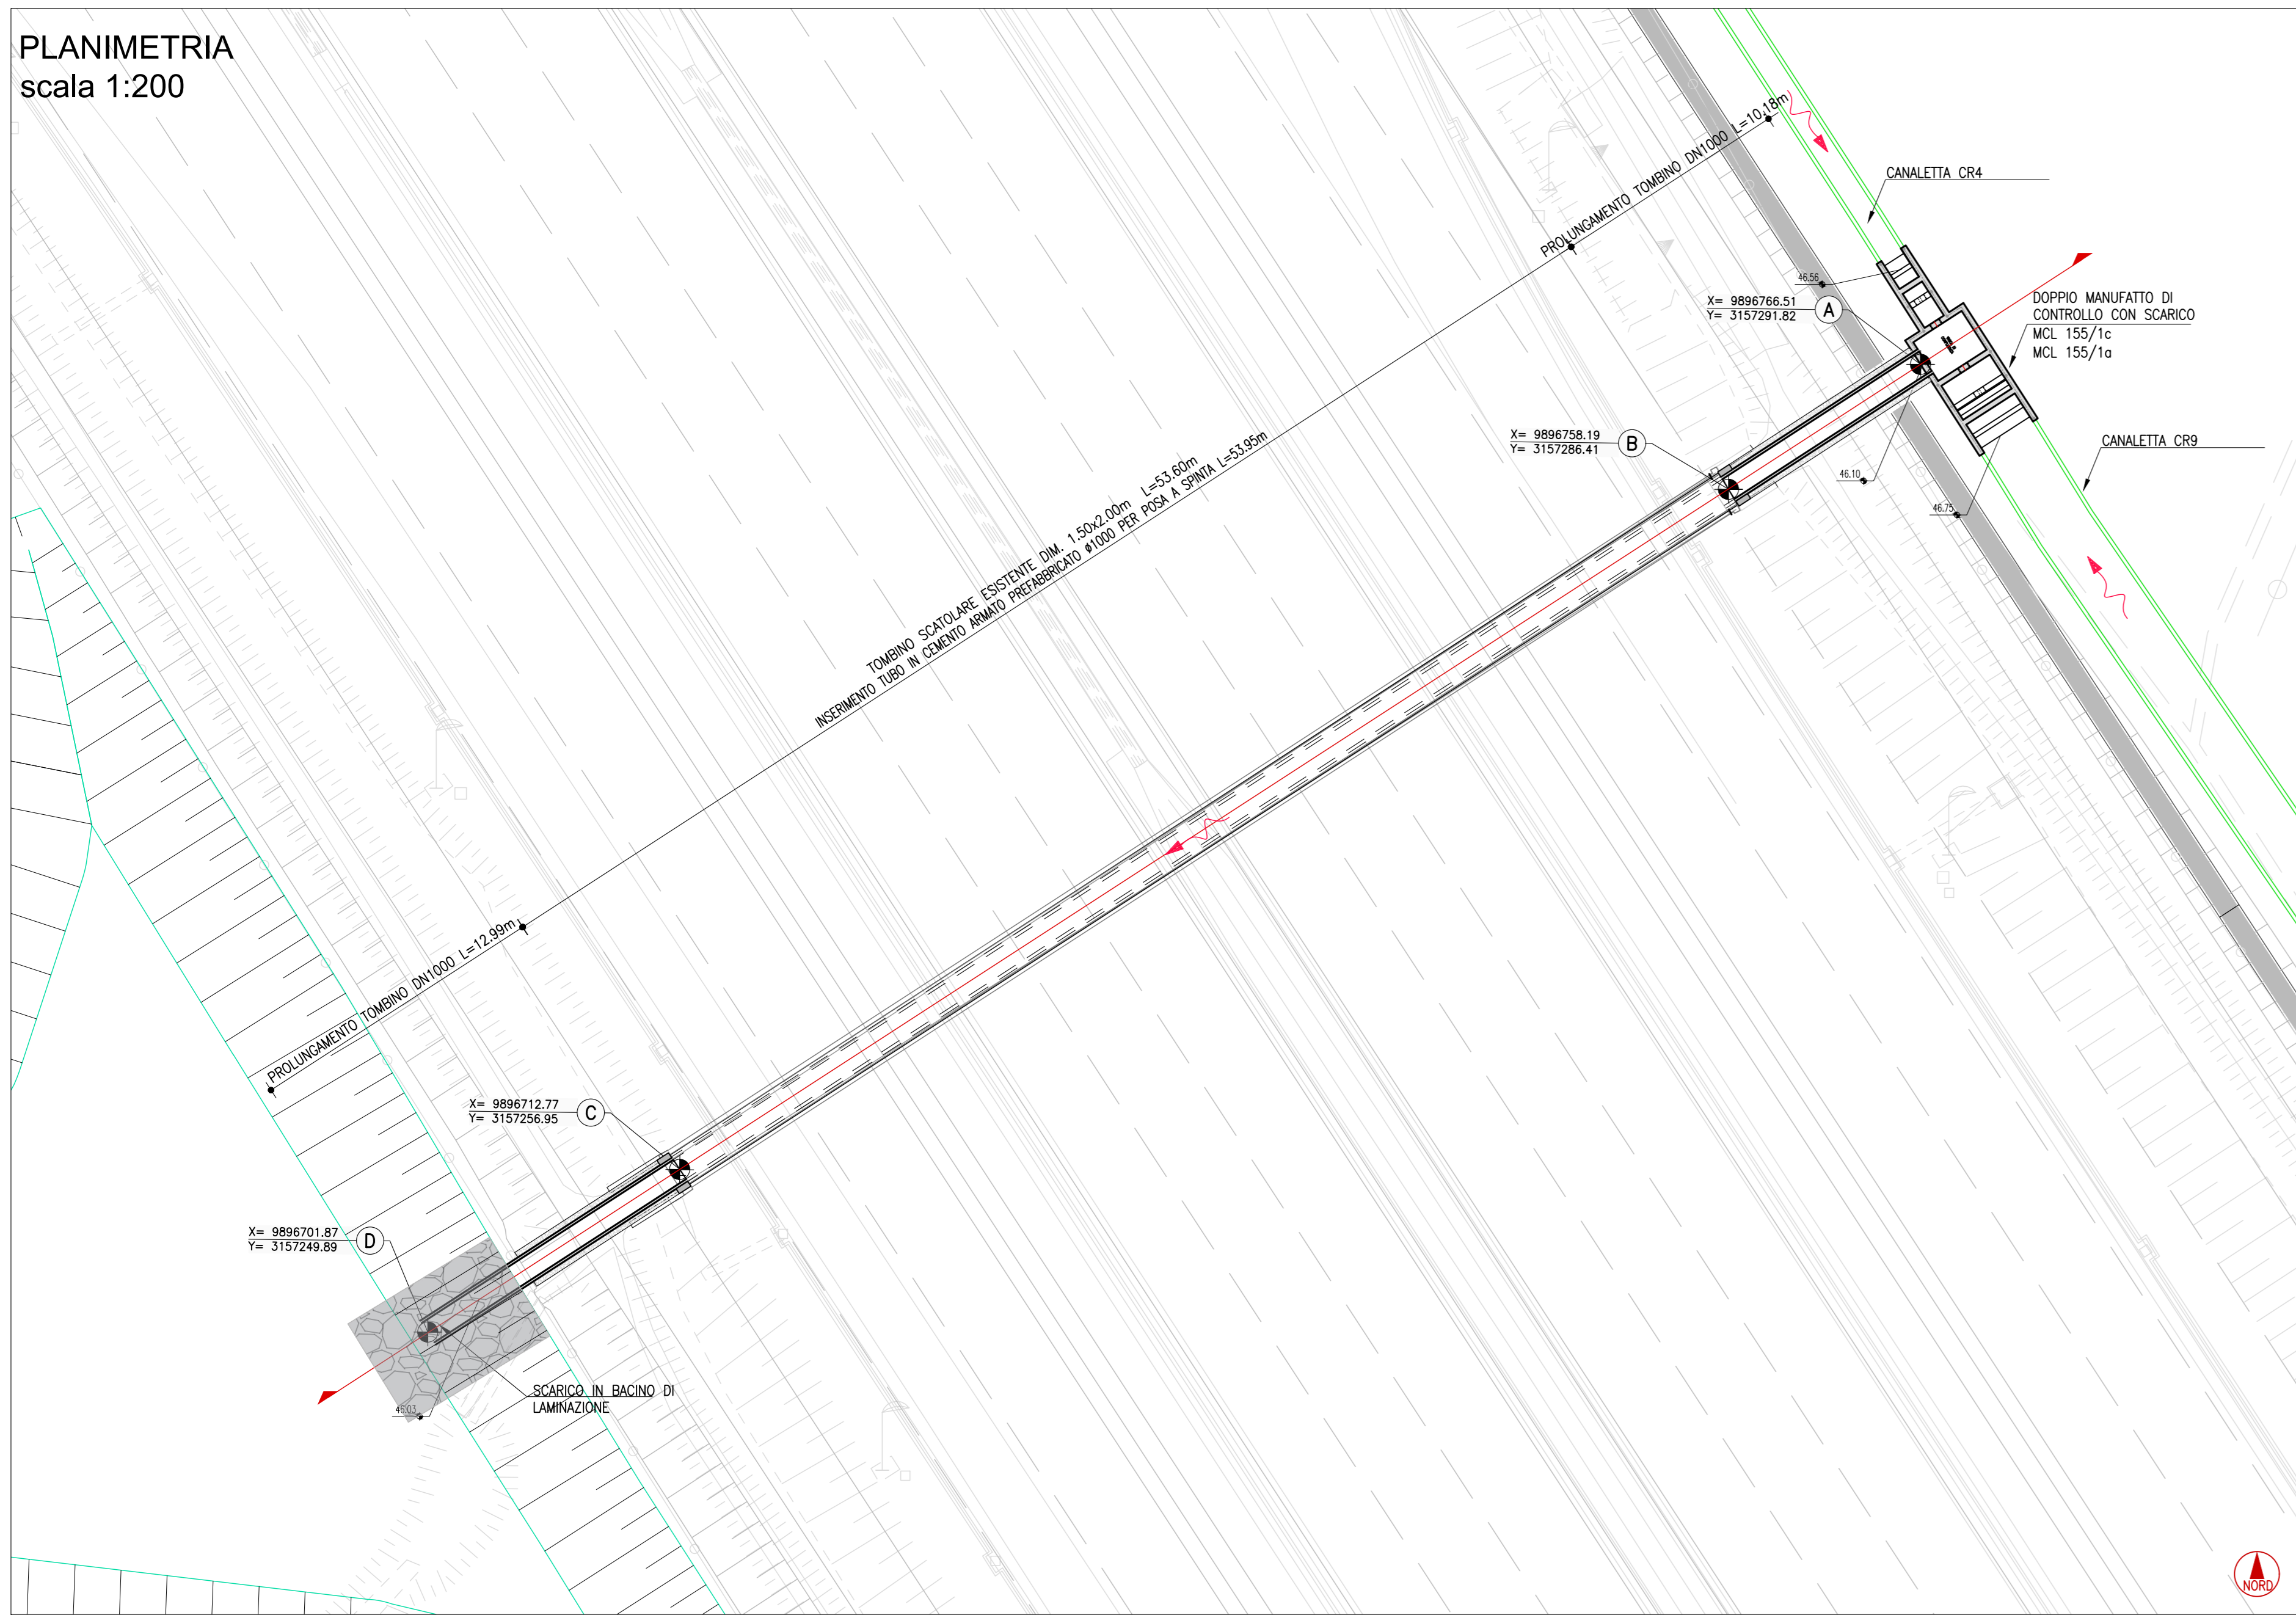 PLANIMETRIA
scala 1:200
PROLUNGAMENTO TOMBINO DN1000 L=10.18m
CANALETTA CR4
46.56
X= 9896766.51
Y= 3157291.82
A
DOPPIO MANUFATTO DI
CONTROLLO CON SCARICO
MCL 155/1c
MCL 155/1a
X= 9896758.19
Y= 3157286.41
B
CANALETTA CR9
46.10
46.75
TOMBINO SCATOLARE ESISTENTE DIM. 1.50x2.00m L=53.60m
INSERIMENTO TUBO IN CEMENTO ARMATO PREFABBRICATO ø1000 PER POSA A SPINTA L=53.95m
PROLUNGAMENTO TOMBINO DN1000 L=12.99m
X= 9896712.77
Y= 3157256.95
C
X= 9896701.87
Y= 3157249.89
D
SCARICO IN BACINO DI
LAMINAZIONE
46.03
NORD